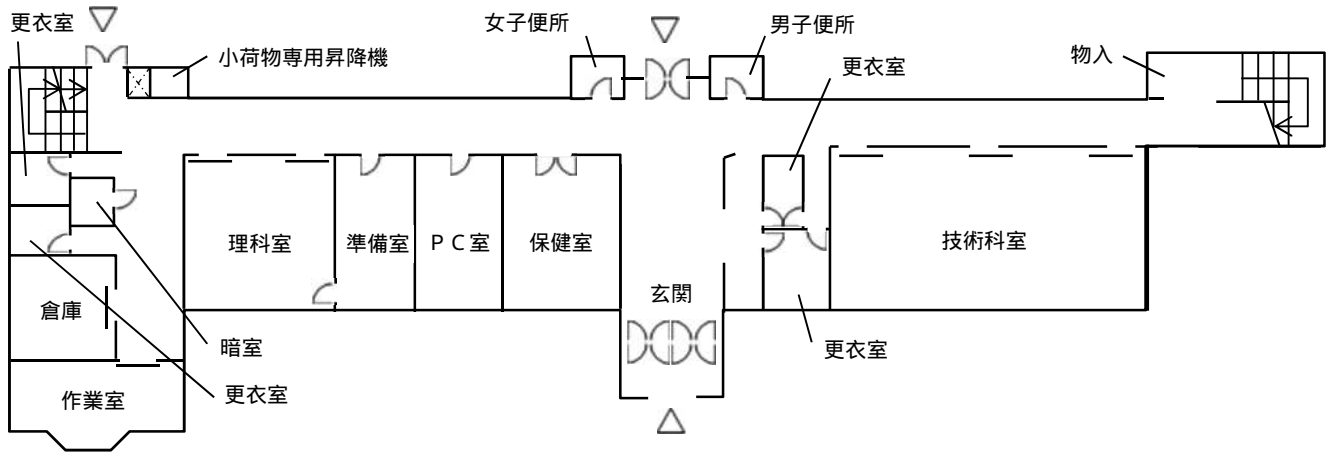 更衣室
女子便所
男子便所
小荷物専用昇降機
更衣室
物入
理科室
準備室
ＰＣ室
保健室
技術科室
玄関
倉庫
暗室
更衣室
更衣室
作業室